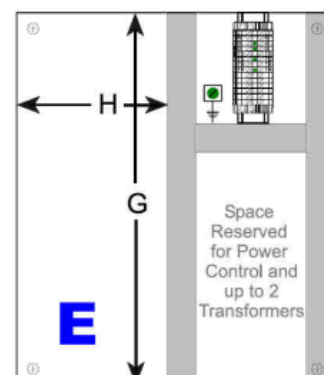 H
G
Space
Reserved
for Power
Control and
up to 2
Transformers
E